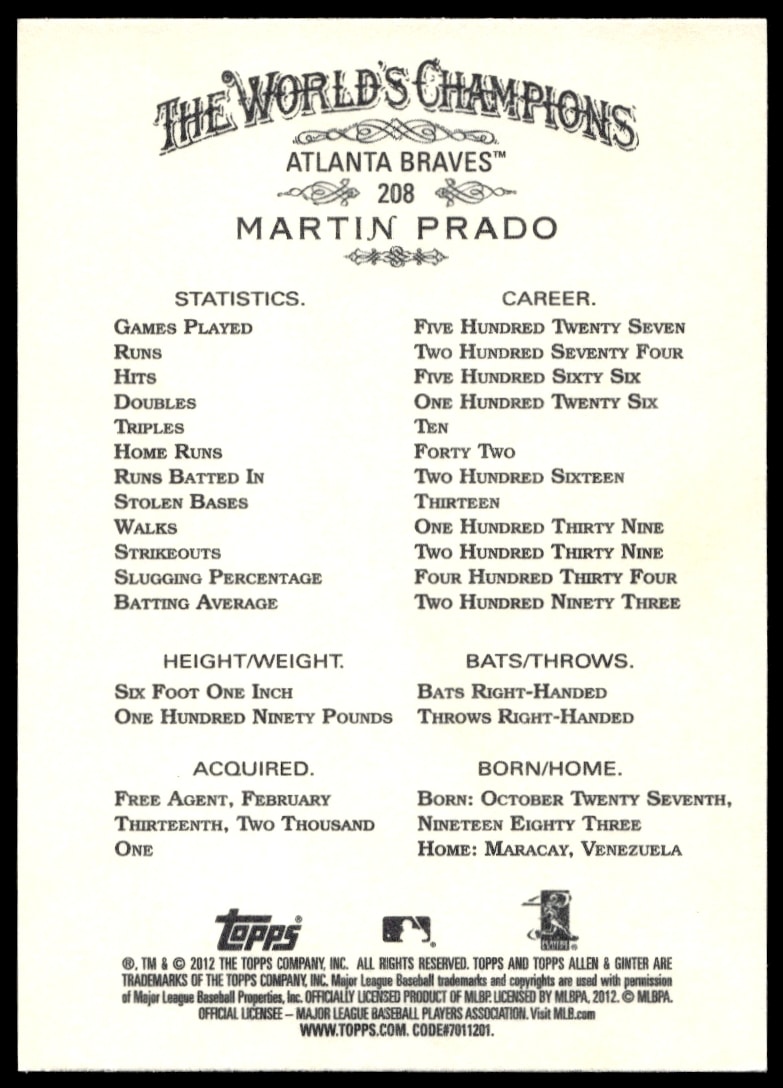 THE WORLD'S CHAMPIONS
ATLANTA BRAVES™
208
MARTIN PRADO
STATISTICS.
CAREER.
GAMES PLAYED FIVE HUNDRED TWENTY SEVEN
RUNS TWO HUNDRED SEVENTY FOUR
HITS FIVE HUNDRED SIXTY SIX
DOUBLES ONE HUNDRED TWENTY SIX
TRIPLES TEN
HOME RUNS FORTY TWO
RUNS BATTED IN TWO HUNDRED SIXTEEN
STOLEN BASES THIRTEEN
WALKS ONE HUNDRED THIRTY NINE
STRIKEOUTS TWO HUNDRED THIRTY NINE
SLUGGING PERCENTAGE FOUR HUNDRED THIRTY FOUR
BATTING AVERAGE TWO HUNDRED NINETY THREE
HEIGHT/WEIGHT.
SIX FOOT ONE INCH
ONE HUNDRED NINETY POUNDS
BATS/THROWS.
BATS RIGHT-HANDED
THROWS RIGHT-HANDED
ACQUIRED.
FREE AGENT, FEBRUARY
THIRTEENTH, TWO THOUSAND
ONE
BORN/HOME.
BORN: OCTOBER TWENTY SEVENTH,
NINETEEN EIGHTY THREE
HOME: MARACAY, VENEZUELA
TOPPS®
®, TM & © 2012 THE TOPPS COMPANY, INC. ALL RIGHTS RESERVED. TOPPS AND TOPPS ALLEN & GINTER ARE
TRADEMARKS OF THE TOPPS COMPANY, INC. Major League Baseball trademarks and copyrights are used with permission
of Major League Baseball Properties, Inc. OFFICIALLY LICENSED PRODUCT OF MLBP. LICENSED BY MLBPA, 2012. © MLBPA.
OFFICIAL LICENSEE – MAJOR LEAGUE BASEBALL PLAYERS ASSOCIATION. Visit MLB.com
WWW.TOPPS.COM. CODE#7011201.